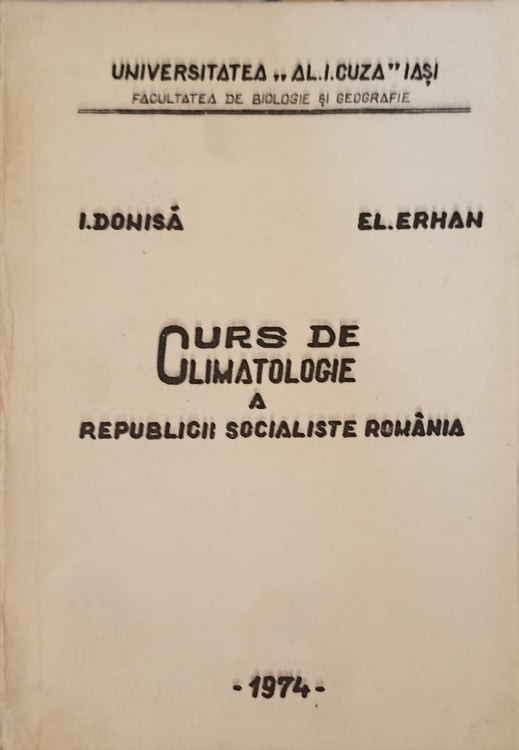 UNIVERSITATEA „AL.I.CUZA” IAȘI
FACULTATEA DE BIOLOGIE ȘI GEOGRAFIE
I.DONISĂ EL.ERHAN
CURS DE
CLIMATOLOGIE
A
REPUBLICII SOCIALISTE ROMÂNIA
-1974-